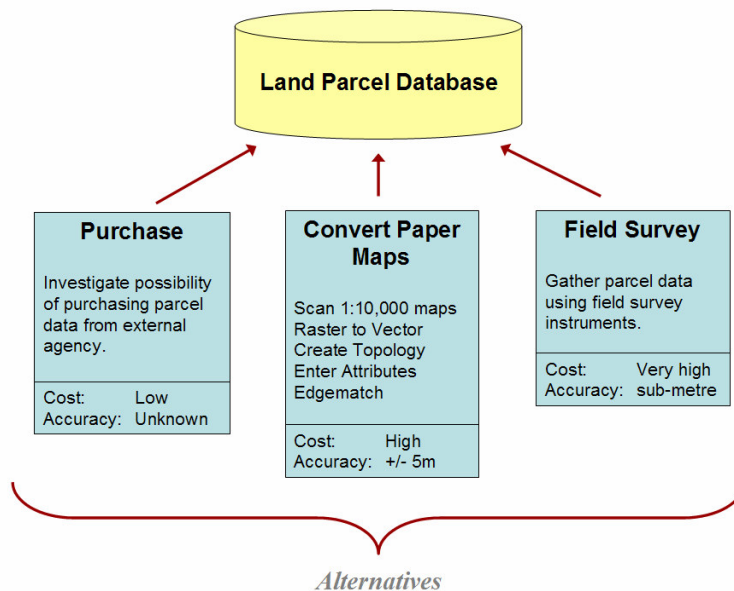 Land Parcel Database
Purchase
Investigate possibility
of purchasing parcel
data from external
agency.
Cost: Low
Accuracy: Unknown
Convert Paper
Maps
Scan 1:10,000 maps
Raster to Vector
Create Topology
Enter Attributes
Edgematch
Cost: High
Accuracy: +/- 5m
Field Survey
Gather parcel data
using field survey
instruments.
Cost: Very high
Accuracy: sub-metre
Alternatives